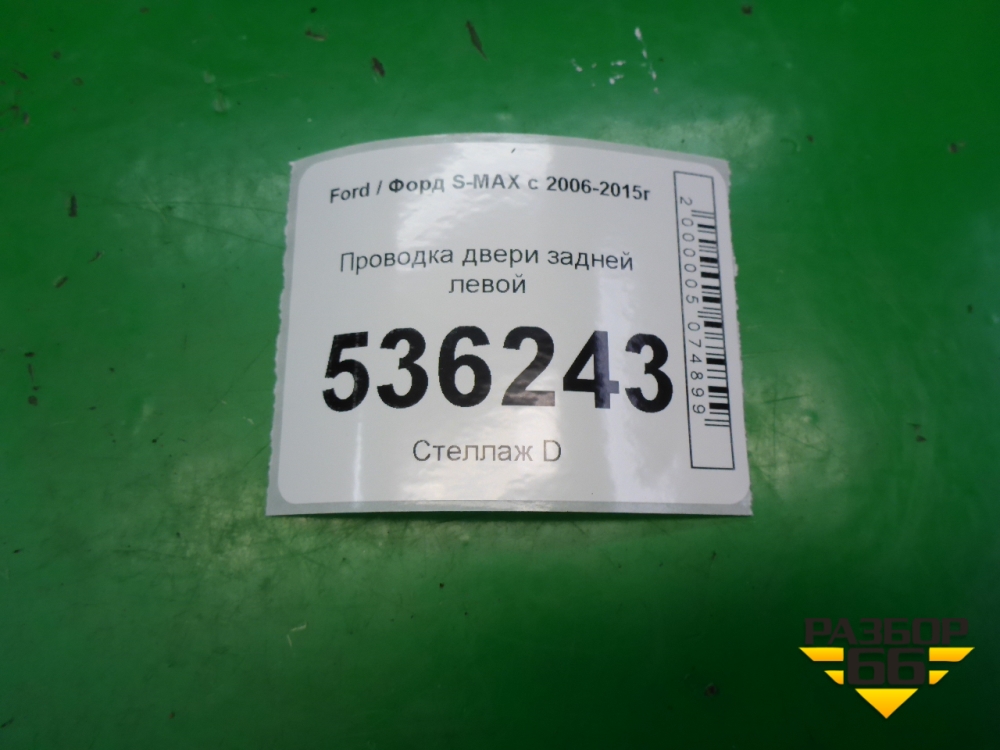 Ford / Форд S-MAX с 2006-2015г
Проводка двери задней
левой
536243
Стеллаж D
2000005074899
РАЗБОР
66